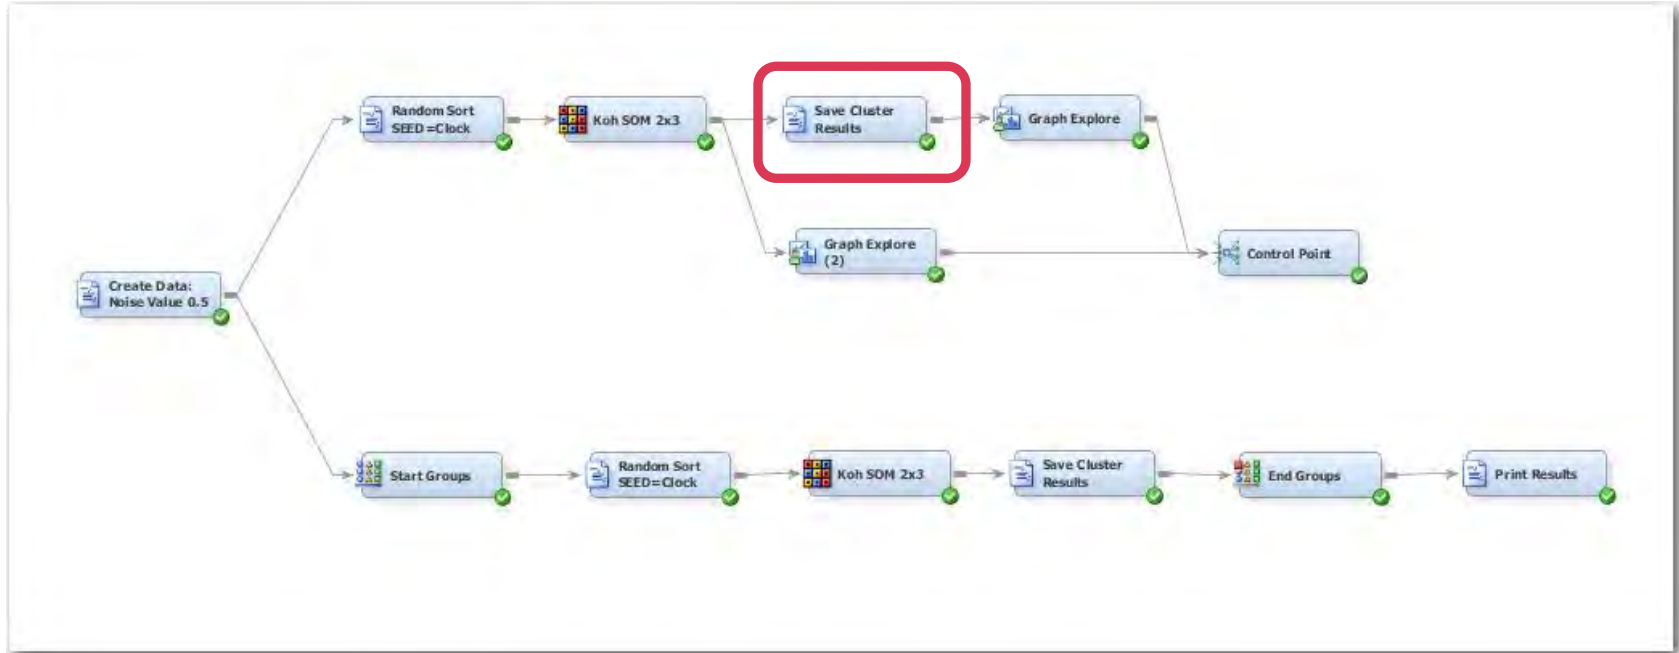 Random Sort
SEED=Clock
Koh SOM 2x3
Save Cluster
Results
Graph Explore
Graph Explore
(2)
Control Point
Create Data:
Noise Value 0.5
Start Groups
Random Sort
SEED=Clock
Koh SOM 2x3
Save Cluster
Results
End Groups
Print Results